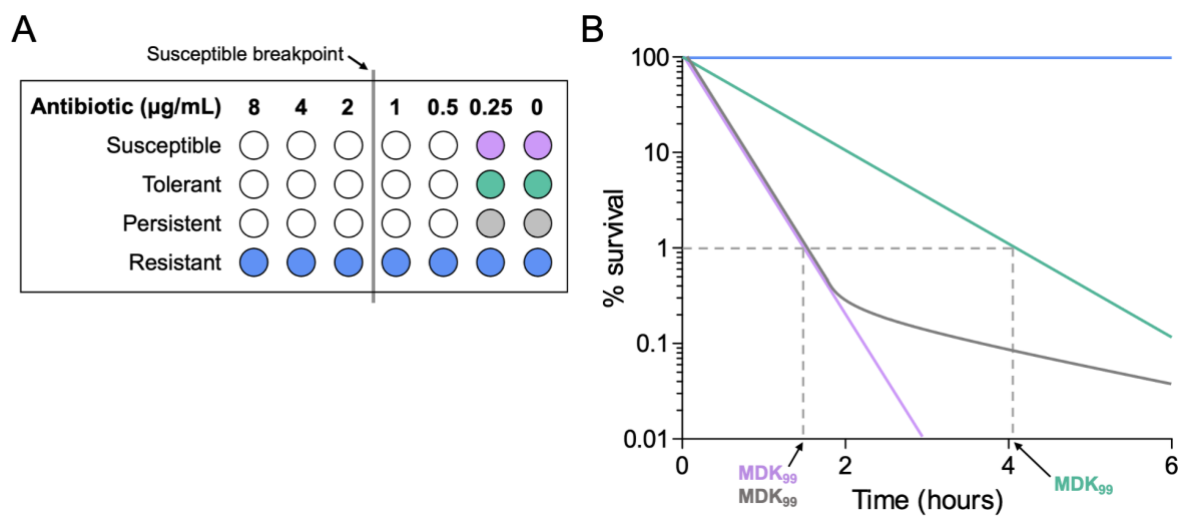 A
Susceptible breakpoint
Antibiotic (µg/mL) 8 4 2 1 0.5 0.25 0
Susceptible
Tolerant
Persistent
Resistant
B
% survival
100
10
1
0.1
0.01
0 2 4 6
MDK99
MDK99
MDK99
Time (hours)